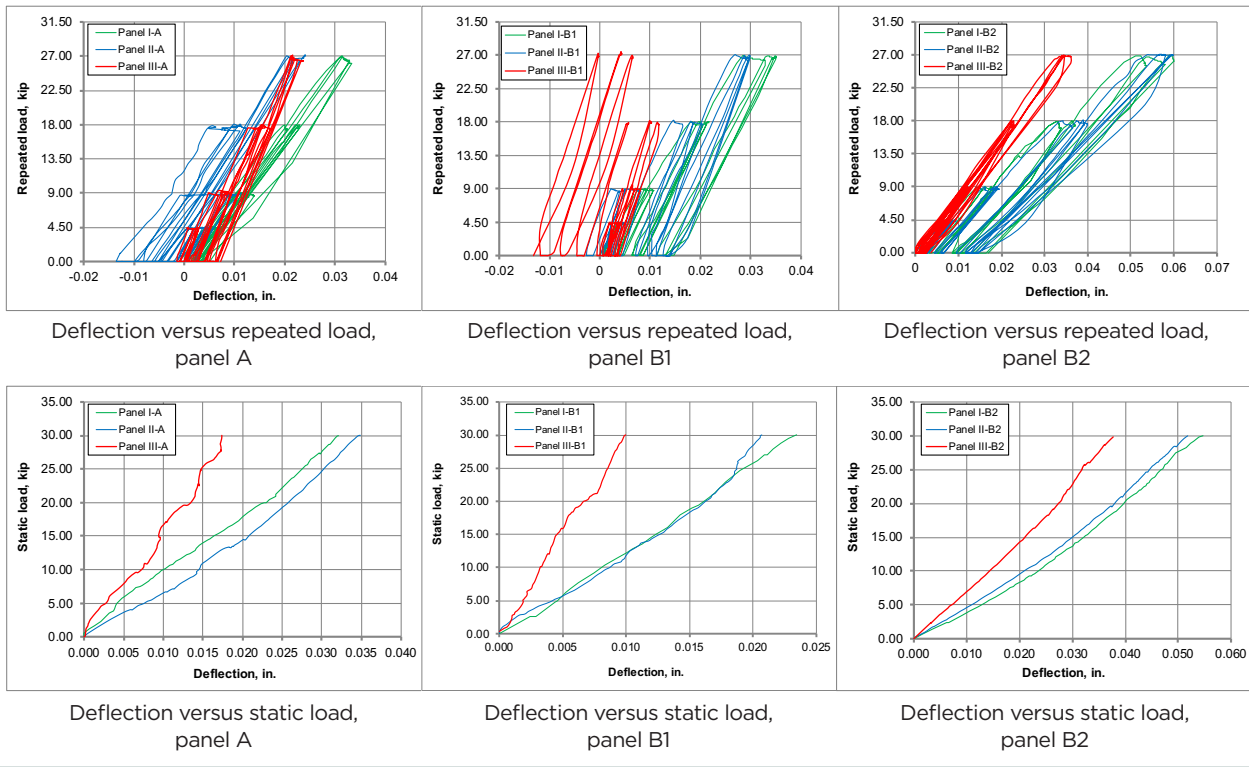 31.50
27.00
22.50
18.00
13.50
9.00
4.50
0.00
Repeated load, kip
Panel I-A
Panel II-A
Panel III-A
-0.02 -0.01 0 0.01 0.02 0.03 0.04
Deflection, in.
Deflection versus repeated load,
panel A
31.50
27.00
22.50
18.00
13.50
9.00
4.50
0.00
Repeated load, kip
Panel I-B1
Panel II-B1
Panel III-B1
-0.02 -0.01 0 0.01 0.02 0.03 0.04
Deflection, in.
Deflection versus repeated load,
panel B1
31.50
27.00
22.50
18.00
13.50
9.00
4.50
0.00
Repeated load, kip
Panel I-B2
Panel II-B2
Panel III-B2
0 0.01 0.02 0.03 0.04 0.05 0.06 0.07
Deflection, in.
Deflection versus repeated load,
panel B2
35.00
30.00
25.00
20.00
15.00
10.00
5.00
0.00
Static load, kip
Panel I-A
Panel II-A
Panel III-A
0.000 0.005 0.010 0.015 0.020 0.025 0.030 0.035 0.040
Deflection, in.
Deflection versus static load,
panel A
35.00
30.00
25.00
20.00
15.00
10.00
5.00
0.00
Static load, kip
Panel I-B1
Panel II-B1
Panel III-B1
0.000 0.005 0.010 0.015 0.020 0.025
Deflection, in.
Deflection versus static load,
panel B1
35.00
30.00
25.00
20.00
15.00
10.00
5.00
0.00
Static load, kip
Panel I-B2
Panel II-B2
Panel III-B2
0.000 0.010 0.020 0.030 0.040 0.050 0.060
Deflection, in.
Deflection versus static load,
panel B2